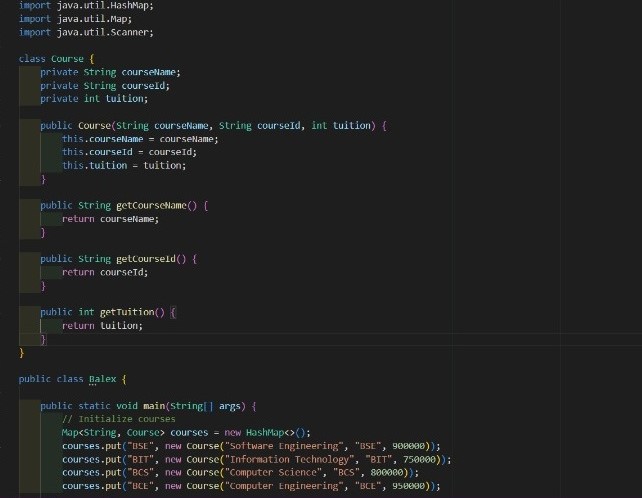 import java.util.HashMap;
import java.util.Map;
import java.util.Scanner;

class Course {
    private String courseName;
    private String courseId;
    private int tuition;

    public Course(String courseName, String courseId, int tuition) {
        this.courseName = courseName;
        this.courseId = courseId;
        this.tuition = tuition;
    }

    public String getCourseName() {
        return courseName;
    }

    public String getCourseId() {
        return courseId;
    }

    public int getTuition() {
        return tuition;
    }
}

public class Balex {

    public static void main(String[] args) {
        // Initialize courses
        Map<String, Course> courses = new HashMap<>();
        courses.put("BSE", new Course("Software Engineering", "BSE", 900000));
        courses.put("BIT", new Course("Information Technology", "BIT", 750000));
        courses.put("BCS", new Course("Computer Science", "BCS", 800000));
        courses.put("BCE", new Course("Computer Engineering", "BCE", 950000));